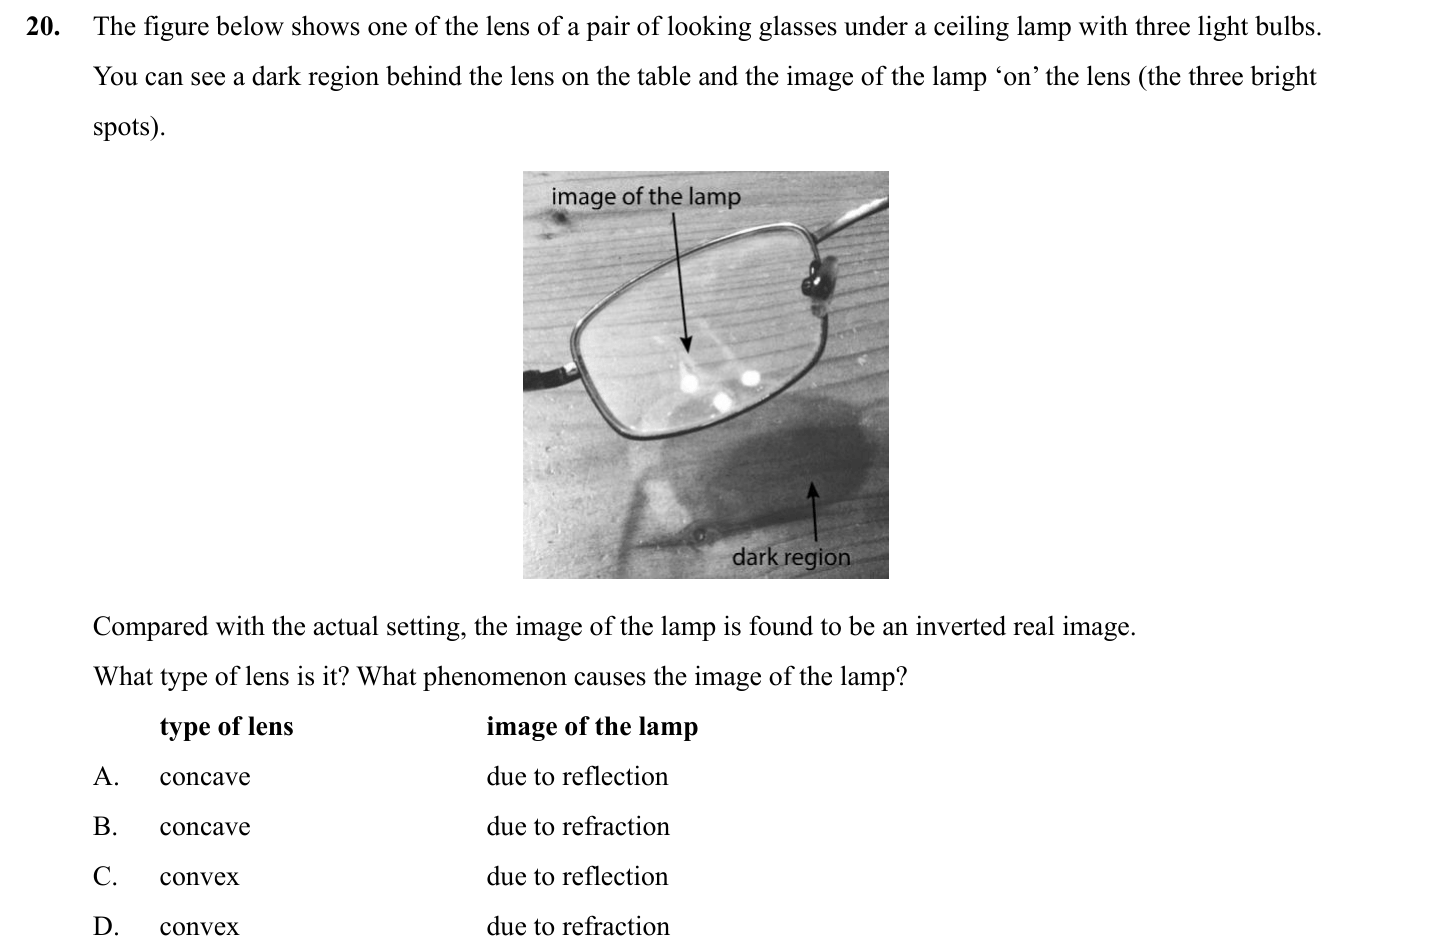 20. The figure below shows one of the lens of a pair of looking glasses under a ceiling lamp with three light bulbs.
You can see a dark region behind the lens on the table and the image of the lamp ‘on’ the lens (the three bright
spots).
image of the lamp
dark region
Compared with the actual setting, the image of the lamp is found to be an inverted real image.
What type of lens is it? What phenomenon causes the image of the lamp?
type of lens image of the lamp
A. concave due to reflection
B. concave due to refraction
C. convex due to reflection
D. convex due to refraction